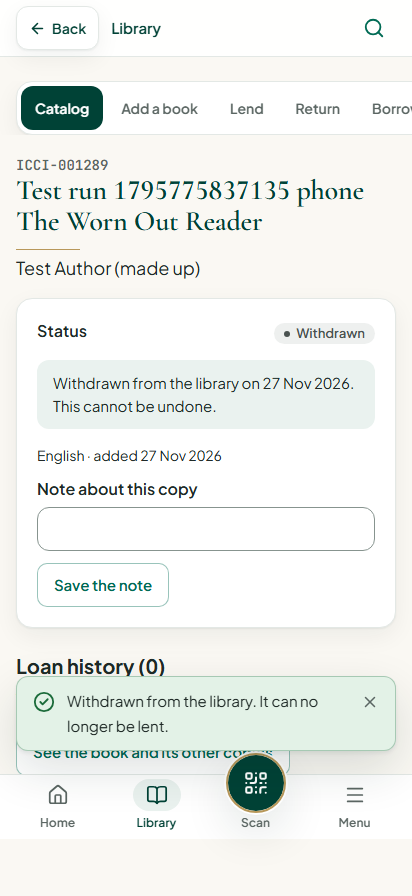 Back
Library
Catalog
Add a book
Lend
Return
ICCI-001289
Test run 1795775837135 phone
The Worn Out Reader
Test Author (made up)
Status
Withdrawn
Withdrawn from the library on 27 Nov 2026.
This cannot be undone.
English · added 27 Nov 2026
Note about this copy
Save the note
Loan history (0)
Withdrawn from the library. It can no
longer be lent.
See the book and its other copies
Home
Library
Scan
Menu